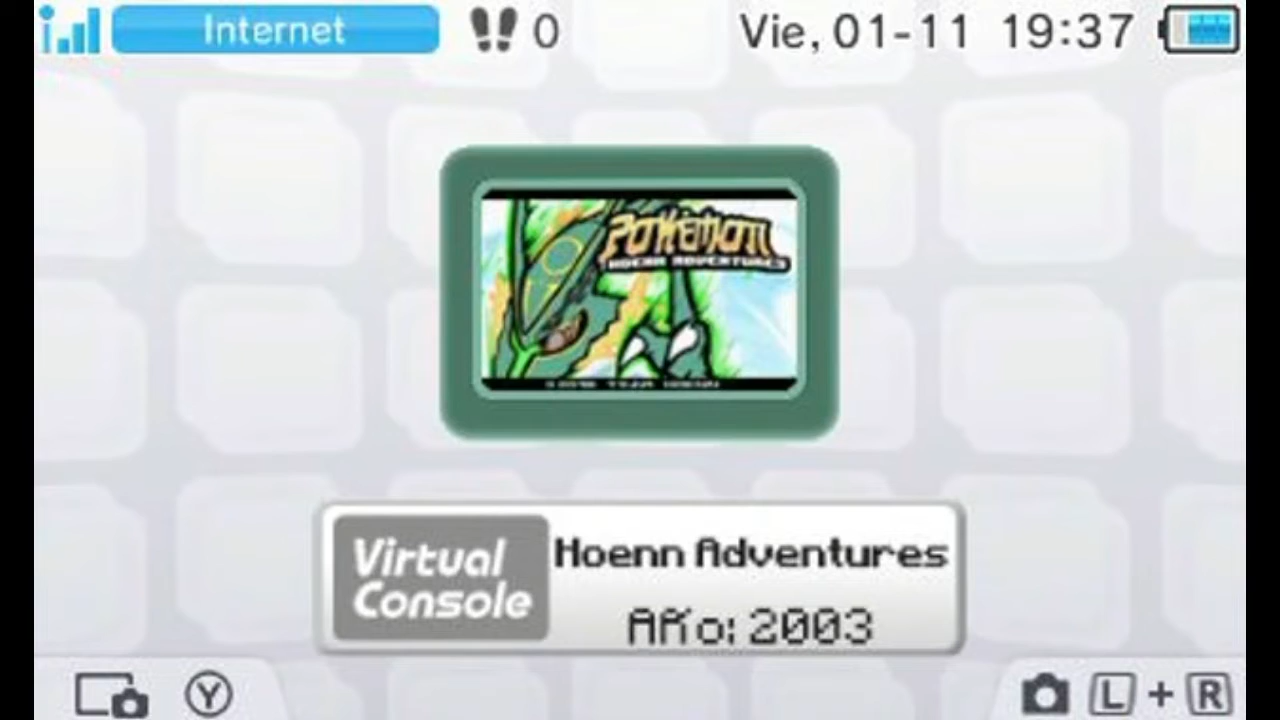 Internet
0
Vie, 01-11 19:37
POKéMON
HOENN ADVENTURES
Virtual
Console
Hoenn Adventures
Año: 2003
Y
L + R